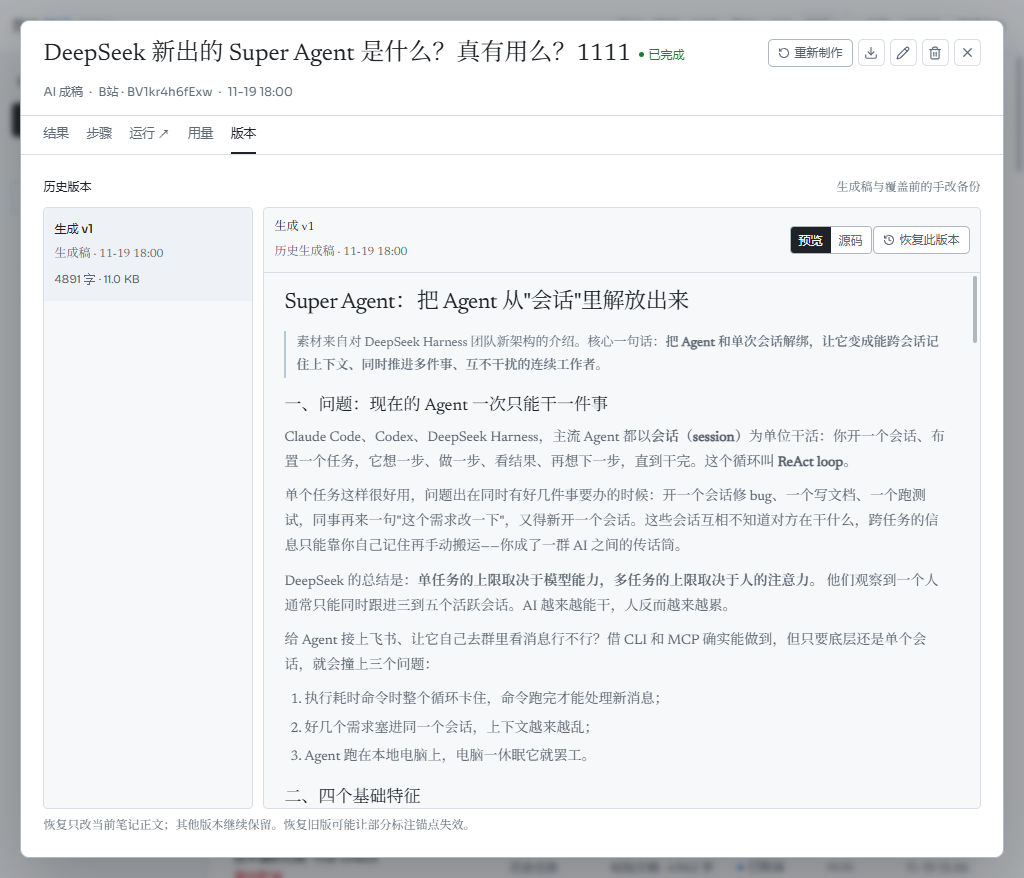 DeepSeek 新出的 Super Agent 是什么？真有用么？1111 已完成
重新制作
AI 成稿 · B站 · BV1kr4h6fExw · 11-19 18:00
结果 步骤 运行 ↗ 用量 版本
历史版本
生成稿与覆盖前的手改备份
生成 v1
生成稿 · 11-19 18:00
4891 字 · 11.0 KB
生成 v1
历史生成稿 · 11-19 18:00
预览 源码 恢复此版本
Super Agent：把 Agent 从"会话"里解放出来
素材来自对 DeepSeek Harness 团队新架构的介绍。核心一句话：把 Agent 和单次会话解绑，让它变成能跨会话记
住上下文、同时推进多件事、互不干扰的连续工作者。
一、问题：现在的 Agent 一次只能干一件事
Claude Code、Codex、DeepSeek Harness，主流 Agent 都以会话（session）为单位干活：你开一个会话、布
置一个任务，它想一步、做一步、看结果、再想下一步，直到干完。这个循环叫 ReAct loop。
单个任务这样很好用，问题出在同时有好几件事要办的时候：开一个会话修 bug、一个写文档、一个跑测
试，同事再来一句"这个需求改一下"，又得新开一个会话。这些会话互相不知道对方在干什么，跨任务的信
息只能靠你自己记住再手动搬运——你成了一群 AI 之间的传话筒。
DeepSeek 的总结是：单任务的上限取决于模型能力，多任务的上限取决于人的注意力。他们观察到一个人
通常只能同时跟进三到五个活跃会话。AI 越来越能干，人反而越来越累。
给 Agent 接上飞书、让它自己去群里看消息行不行？借 CLI 和 MCP 确实能做到，但只要底层还是单个会
话，就会撞上三个问题：
1. 执行耗时命令时整个循环卡住，命令跑完才能处理新消息；
2. 好几个需求塞进同一个会话，上下文越来越乱；
3. Agent 跑在本地电脑上，电脑一休眠它就罢工。
二、四个基础特征
恢复只改当前笔记正文；其他版本继续保留。恢复旧版可能让部分标注锚点失效。